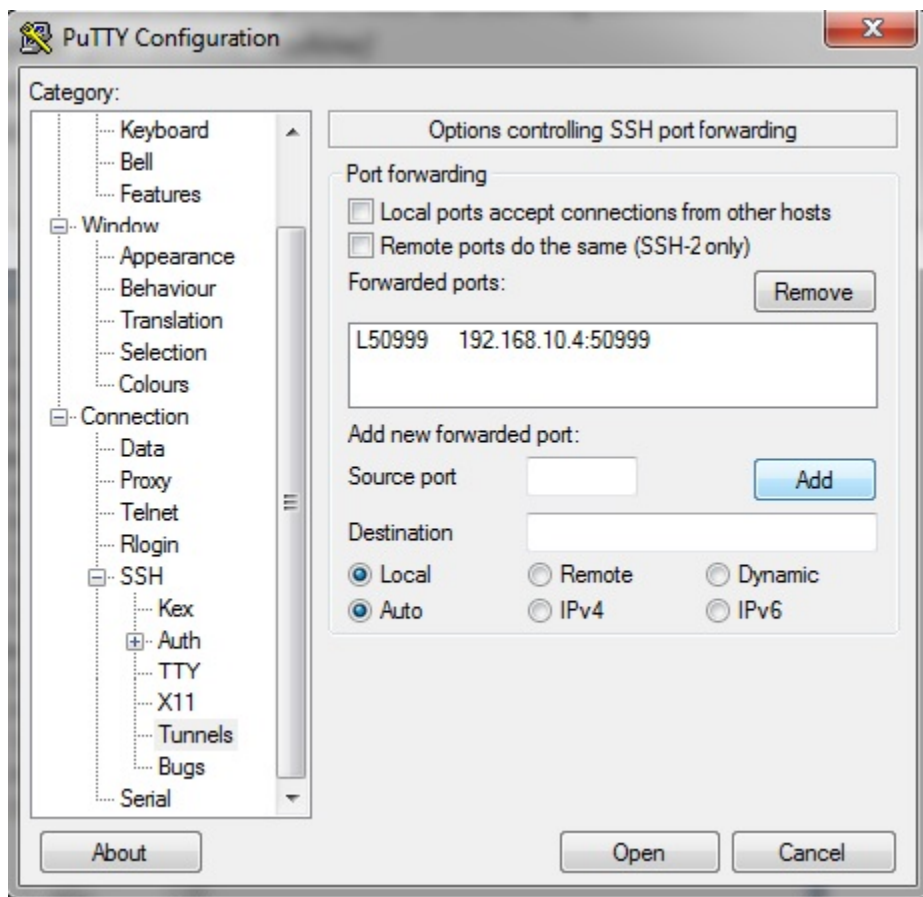 PuTTY Configuration
Category:
Keyboard
Bell
Features
Window
Appearance
Behaviour
Translation
Selection
Colours
Connection
Data
Proxy
Telnet
Rlogin
SSH
Kex
Auth
TTY
X11
Tunnels
Bugs
Serial
Options controlling SSH port forwarding
Port forwarding
Local ports accept connections from other hosts
Remote ports do the same (SSH-2 only)
Forwarded ports:
Remove
L50999 192.168.10.4:50999
Add new forwarded port:
Source port
Add
Destination
Local Remote Dynamic
Auto IPv4 IPv6
About Open Cancel